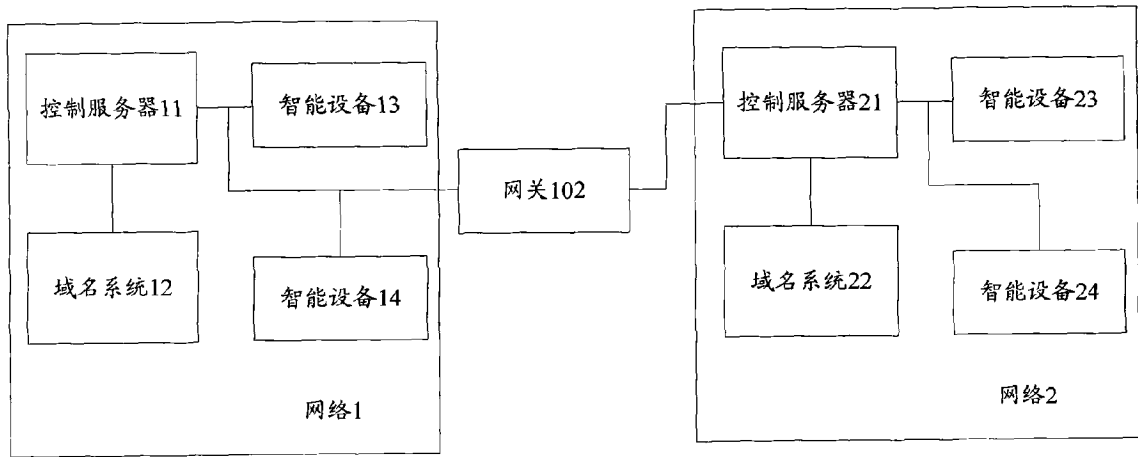 控制服务器11
智能设备13
域名系统12
智能设备14
网络1
网关102
控制服务器21
智能设备23
域名系统22
智能设备24
网络2